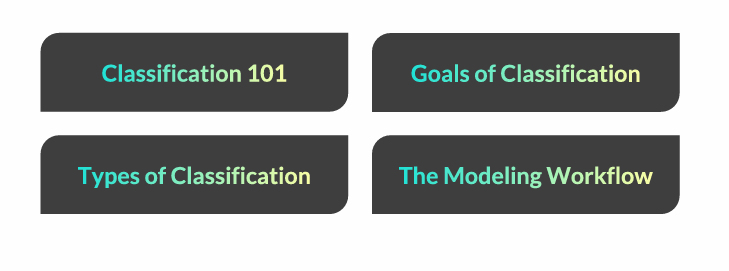 Classification 101
Goals of Classification
Types of Classification
The Modeling Workflow